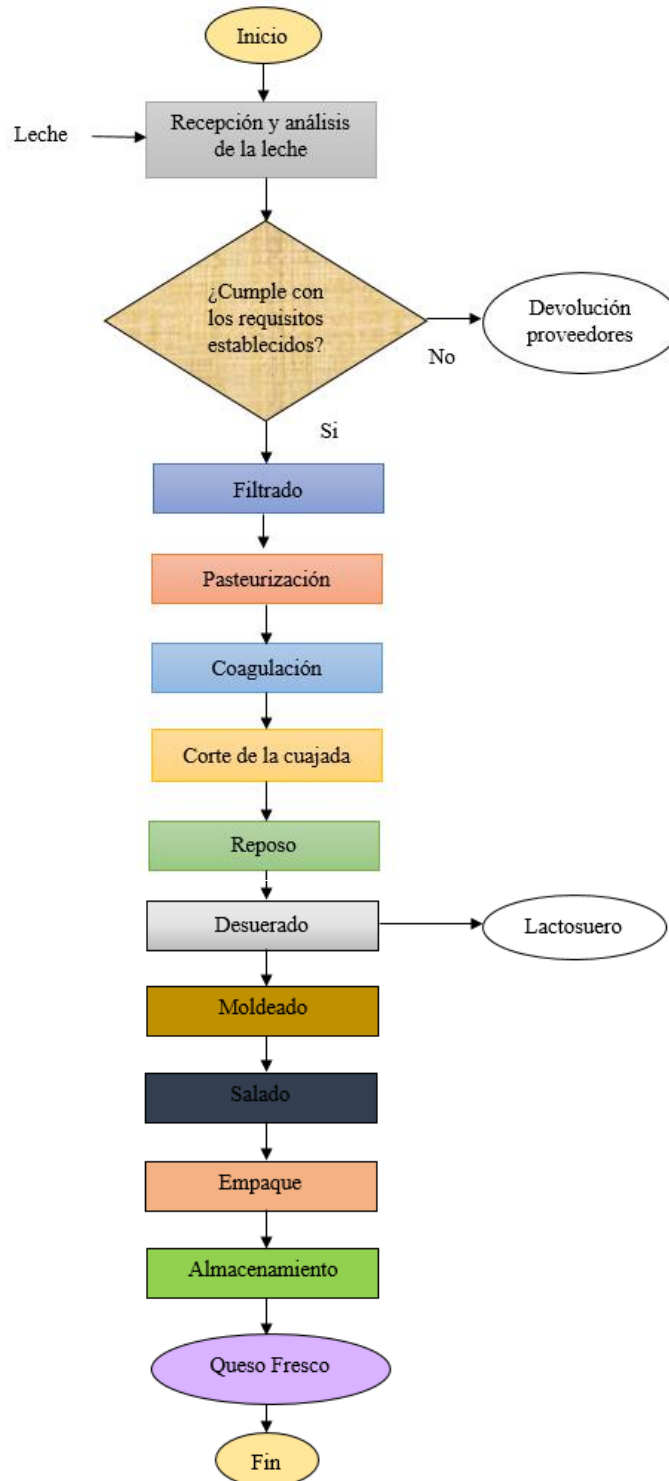 Inicio
Leche
Recepción y análisis
de la leche
¿Cumple con
los requisitos
establecidos?
Devolución
proveedores
No
Si
Filtrado
Pasteurización
Coagulación
Corte de la cuajada
Reposo
Desuerado
Lactosuero
Moldeado
Salado
Empaque
Almacenamiento
Queso Fresco
Fin